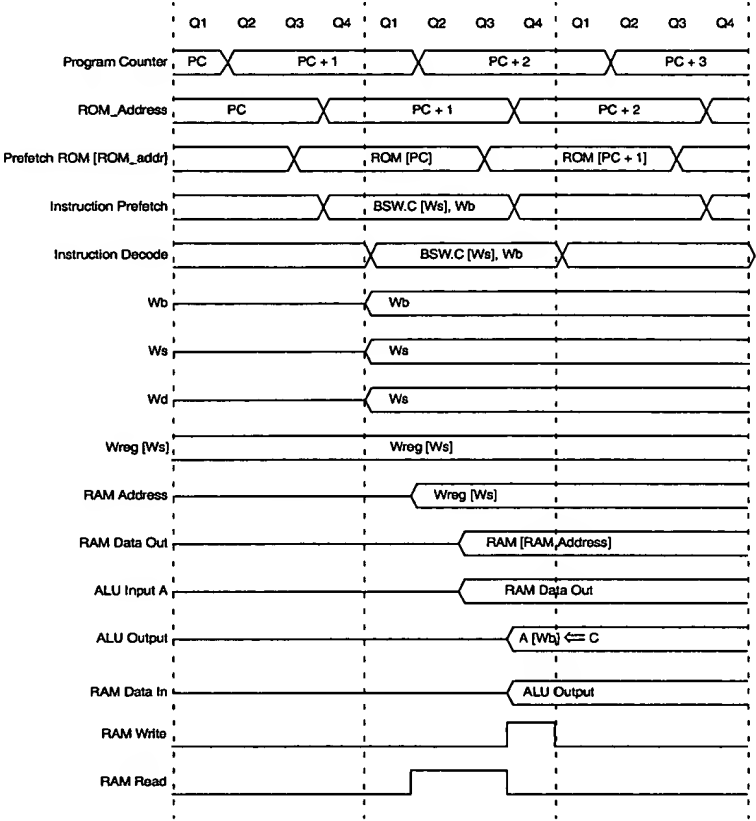 Q1 Q2 Q3 Q4 Q1 Q2 Q3 Q4 Q1 Q2 Q3 Q4
Program Counter PC PC + 1 PC + 2 PC + 3
ROM_Address PC PC + 1 PC + 2
Prefetch ROM [ROM_addr] ROM [PC] ROM [PC + 1]
Instruction Prefetch BSW.C [Ws], Wb
Instruction Decode BSW.C [Ws], Wb
Wb Wb
Ws Ws
Wd Ws
Wreg [Ws] Wreg [Ws]
RAM Address Wreg [Ws]
RAM Data Out RAM [RAM Address]
ALU Input A RAM Data Out
ALU Output A [Wb] ⇐ C
RAM Data In ALU Output
RAM Write
RAM Read